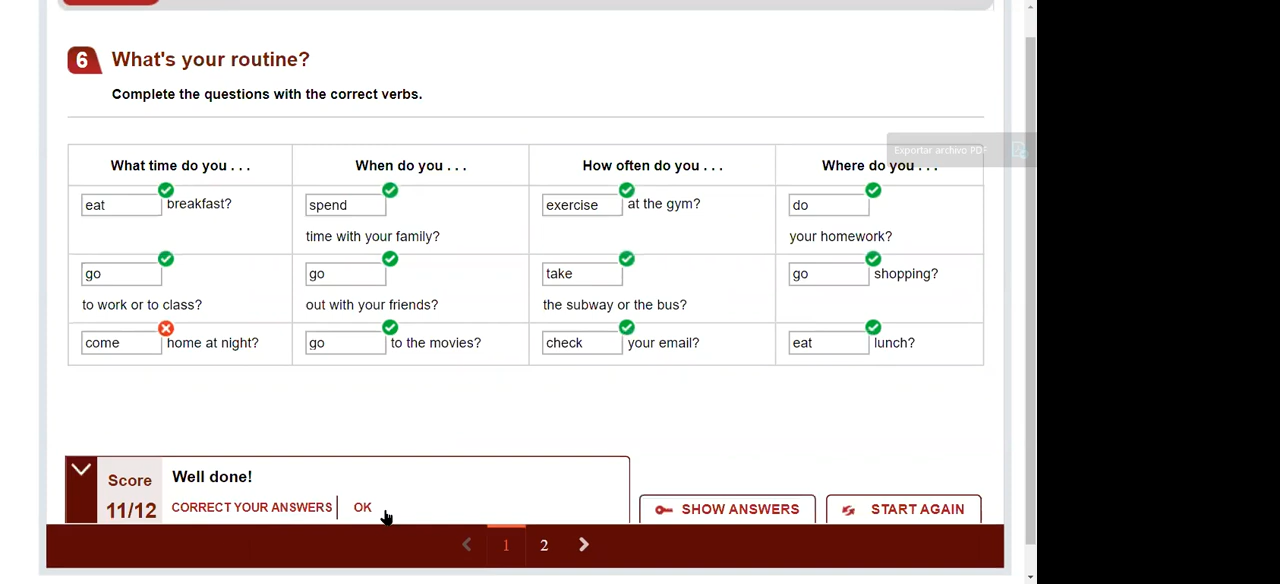 6 What's your routine?
Complete the questions with the correct verbs.
Exportar archivo PDF
What time do you . . . When do you . . . How often do you . . . Where do you . . .
eat breakfast? spend exercise at the gym? do
time with your family? your homework?
go go take go shopping?
to work or to class? out with your friends? the subway or the bus?
come home at night? go to the movies? check your email? eat lunch?
Score Well done!
11/12 CORRECT YOUR ANSWERS OK SHOW ANSWERS START AGAIN
1 2